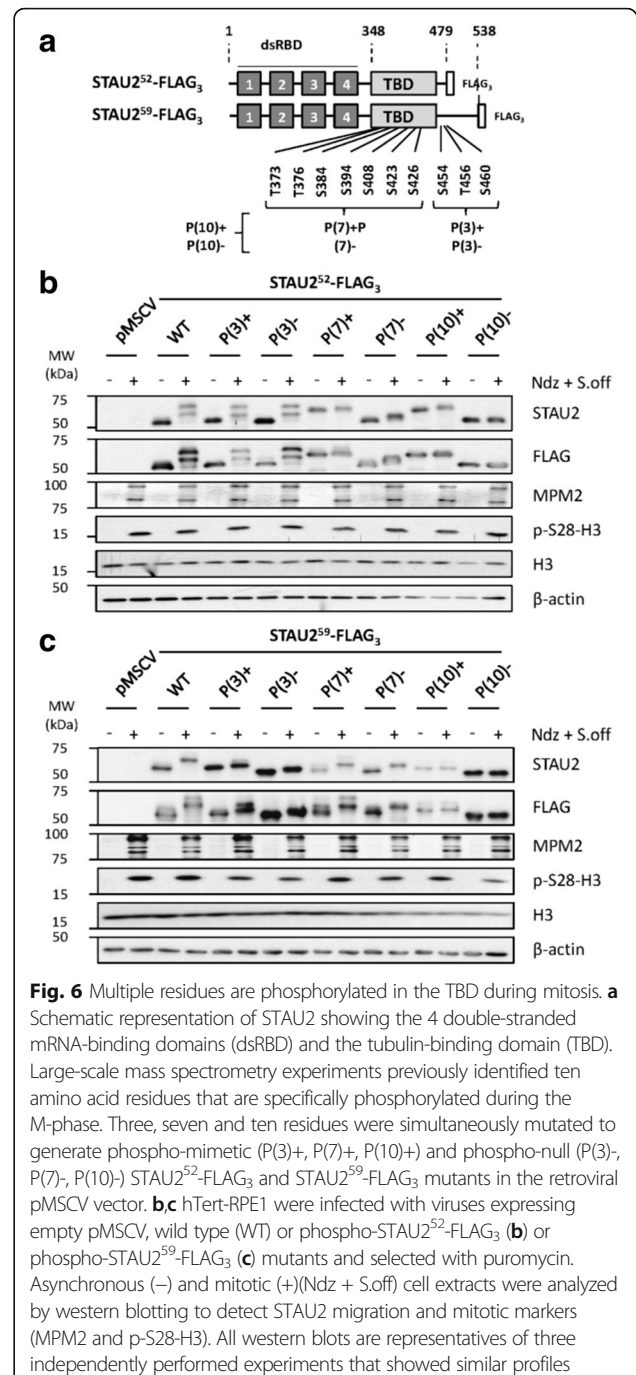 a
1 348 479 538
dsRBD
STAU2⁵²-FLAG₃ 1 2 3 4 TBD FLAG₃
STAU2⁵⁹-FLAG₃ 1 2 3 4 TBD FLAG₃
T373 T376 S384 S394 S408 S423 S426 S454 T456 S460
P(10)+ P(7)+P P(3)+
P(10)- (7)- P(3)-
b
STAU2⁵²-FLAG₃
pMSCV WT P(3)+ P(3)- P(7)+ P(7)- P(10)+ P(10)-
MW
(kDa)
- + - + - + - + - + - + - + - + Ndz + S.off
75
50
STAU2
50
FLAG
100
75
MPM2
15
p-S28-H3
15
H3
50
β-actin
c
STAU2⁵⁹-FLAG₃
pMSCV WT P(3)+ P(3)- P(7)+ P(7)- P(10)+ P(10)-
MW
(kDa)
- + - + - + - + - + - + - + - + Ndz + S.off
75
50
STAU2
75
50
FLAG
100
75
MPM2
15
p-S28-H3
15
H3
50
β-actin
Fig. 6 Multiple residues are phosphorylated in the TBD during mitosis. a
Schematic representation of STAU2 showing the 4 double-stranded
mRNA-binding domains (dsRBD) and the tubulin-binding domain (TBD).
Large-scale mass spectrometry experiments previously identified ten
amino acid residues that are specifically phosphorylated during the
M-phase. Three, seven and ten residues were simultaneously mutated to
generate phospho-mimetic (P(3)+, P(7)+, P(10)+) and phospho-null (P(3)-,
P(7)-, P(10)-) STAU2⁵²-FLAG₃ and STAU2⁵⁹-FLAG₃ mutants in the retroviral
pMSCV vector. b,c hTert-RPE1 were infected with viruses expressing
empty pMSCV, wild type (WT) or phospho-STAU2⁵²-FLAG₃ (b) or
phospho-STAU2⁵⁹-FLAG₃ (c) mutants and selected with puromycin.
Asynchronous (−) and mitotic (+)(Ndz + S.off) cell extracts were analyzed
by western blotting to detect STAU2 migration and mitotic markers
(MPM2 and p-S28-H3). All western blots are representatives of three
independently performed experiments that showed similar profiles